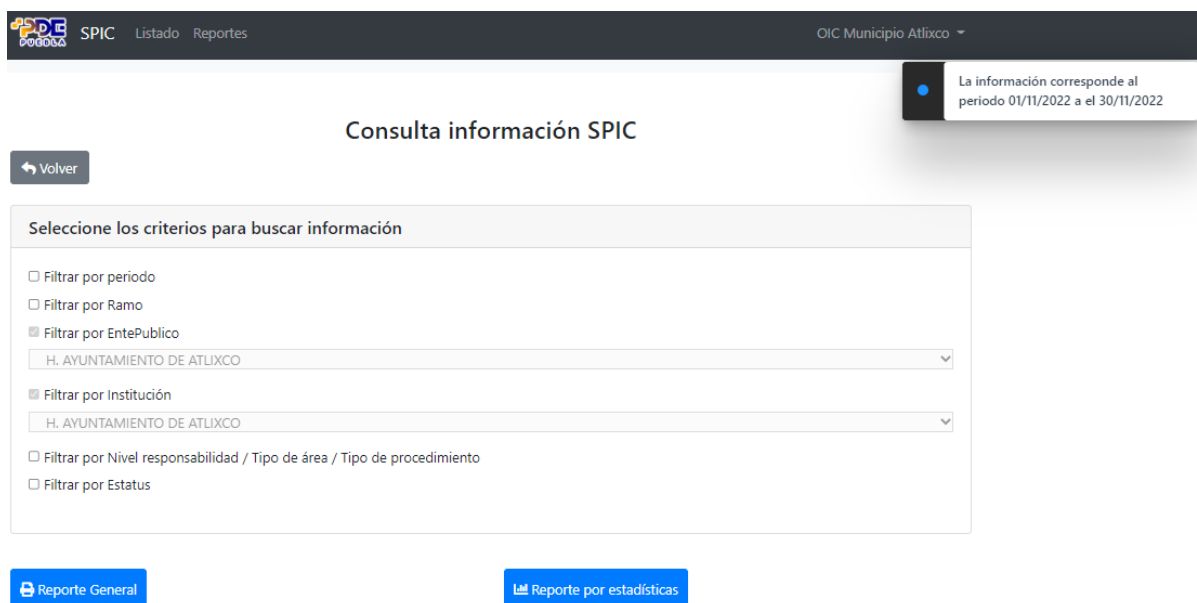 PDE
SPIC Listado Reportes OIC Municipio Atlixco
La información corresponde al
periodo 01/11/2022 a el 30/11/2022
Consulta información SPIC
Volver
Seleccione los criterios para buscar información
Filtrar por periodo
Filtrar por Ramo
Filtrar por EntePublico
H. AYUNTAMIENTO DE ATLIXCO
Filtrar por Institución
H. AYUNTAMIENTO DE ATLIXCO
Filtrar por Nivel responsabilidad / Tipo de área / Tipo de procedimiento
Filtrar por Estatus
Reporte General
Reporte por estadísticas